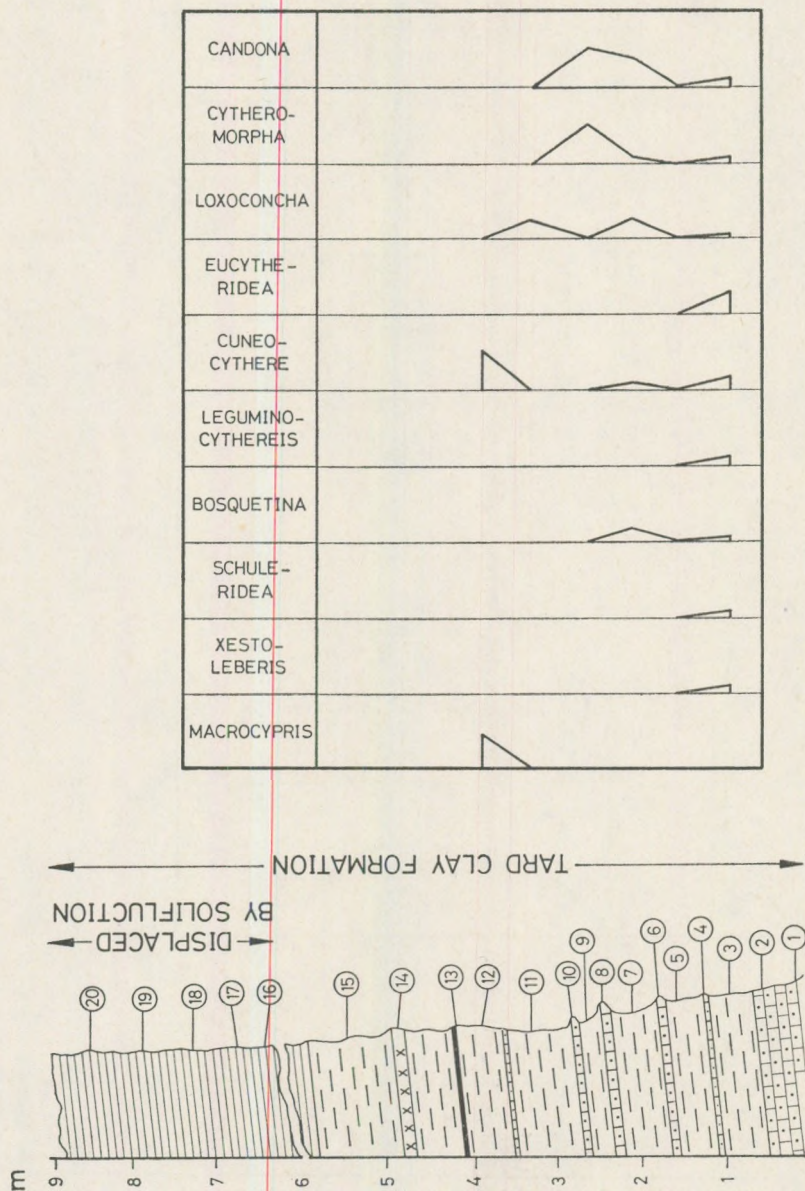 CANDONA
CYTHERO-
MORPHA
LOXOCONCHA
EUCYTHE-
RIDEA
CUNEO-
CYTHERE
LEGUMINO-
CYTHEREIS
BOSQUETINA
SCHULE-
RIDEA
XESTO-
LEBERIS
MACROCYPRIS
TARD CLAY FORMATION
DISPLACED
BY SOLIFLUCTION
20
19
18
17
16
15
14
13
12
11
10
9
8
7
6
5
4
3
2
1
m
9
8
7
6
5
4
3
2
1